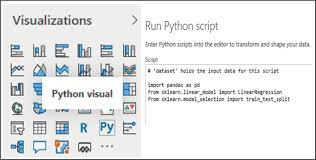 Visualizations
Python visual
R
Py
Run Python script
Enter Python scripts into the editor to transform and shape your data.
Script
# 'dataset' holds the input data for this script
import pandas as pd
from sklearn.linear_model import LinearRegression
from sklearn.model_selection import train_test_split